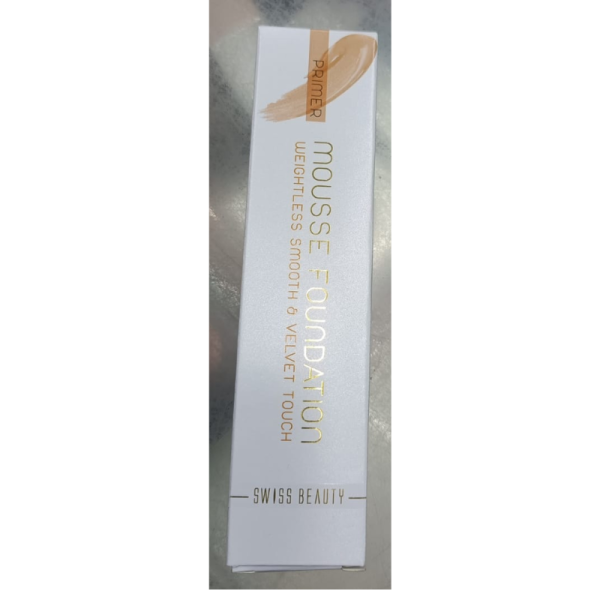 PRIMER
MOUSSE FOUNDATION
WEIGHTLESS SMOOTH & VELVET TOUCH
SWISS BEAUTY